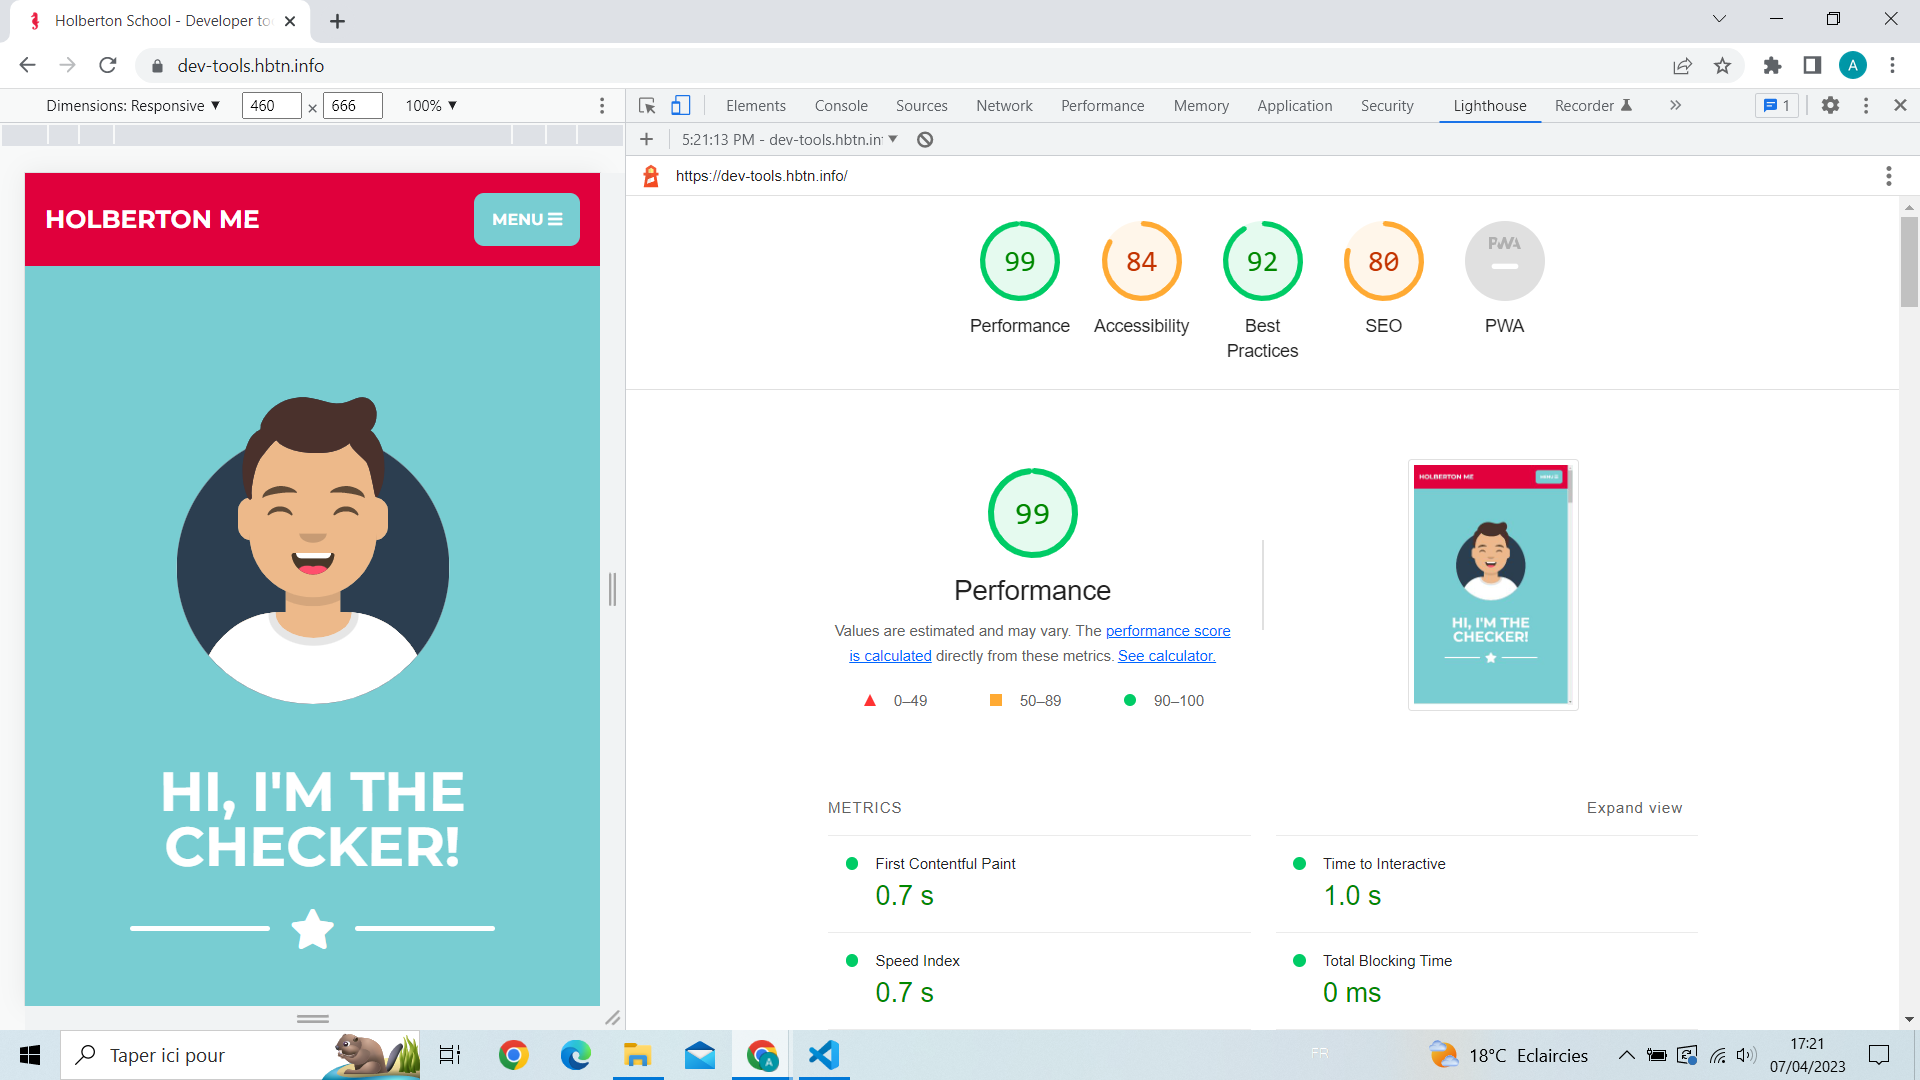 Holberton School - Developer to
dev-tools.hbtn.info
A
Dimensions: Responsive ▼ 460 × 666 100% ▼
Elements Console Sources Network Performance Memory Application Security Lighthouse Recorder 1
5:21:13 PM - dev-tools.hbtn.in
https://dev-tools.hbtn.info/
HOLBERTON ME
MENU
HI, I'M THE
CHECKER!
99 84 92 80 PWA
Performance Accessibility Best Practices SEO PWA
99
Performance
Values are estimated and may vary. The performance score
is calculated directly from these metrics. See calculator.
0–49 50–89 90–100
HOLBERTON ME
MENU
HI, I'M THE
CHECKER!
METRICS Expand view
First Contentful Paint
0.7 s
Time to Interactive
1.0 s
Speed Index
0.7 s
Total Blocking Time
0 ms
Taper ici pour
A
FR
18°C Eclaircies
17:21
07/04/2023